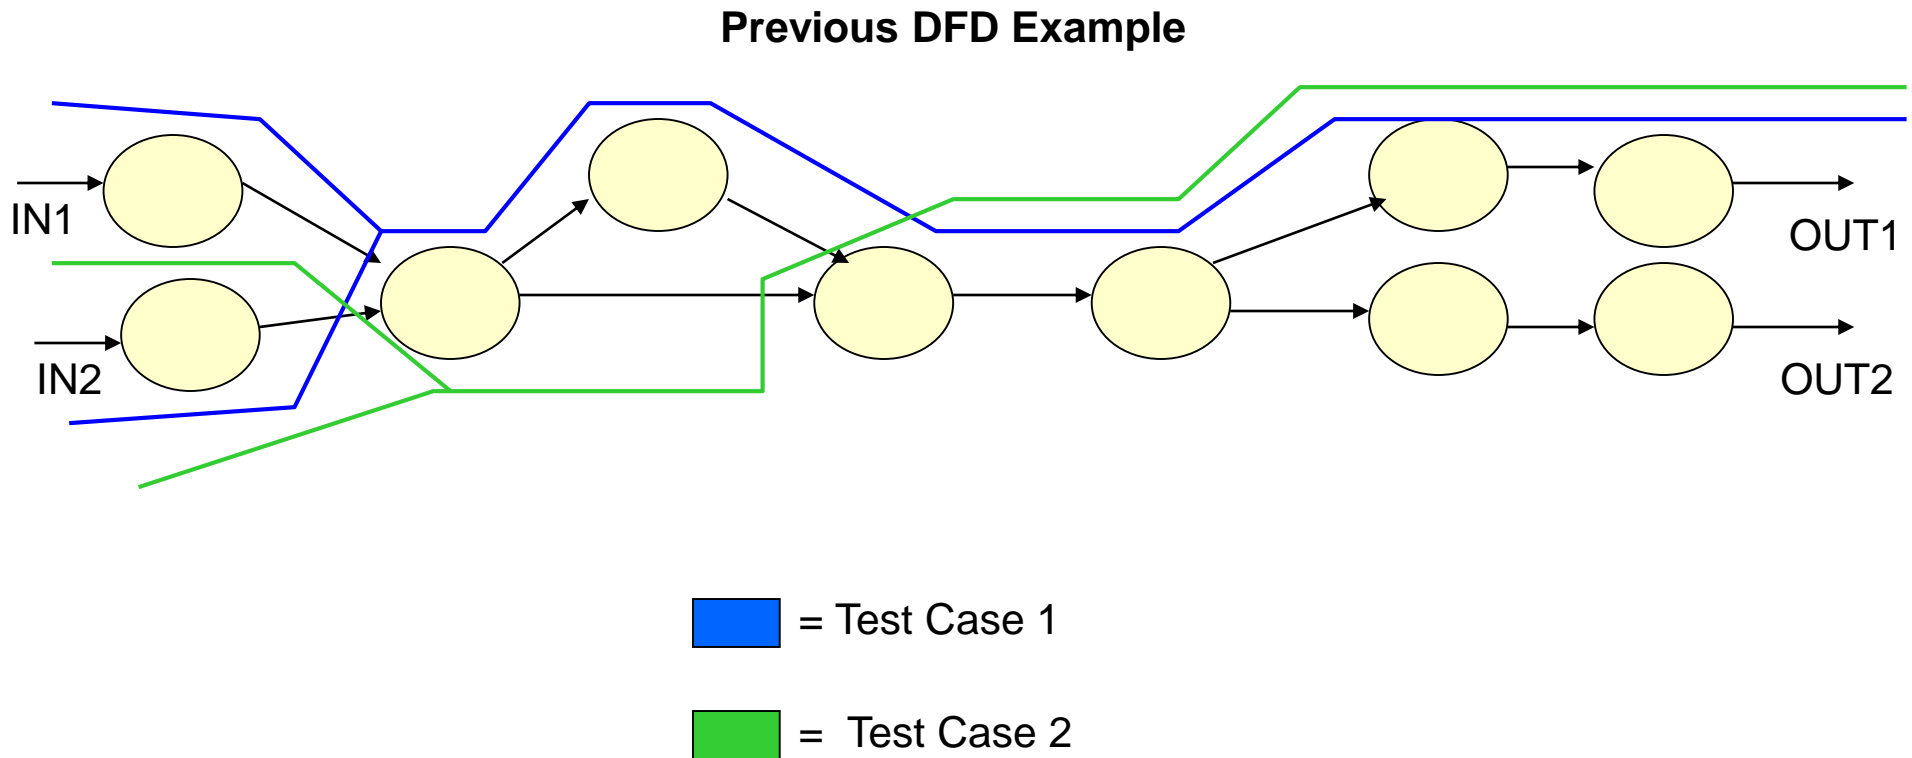 Previous DFD Example
IN1
OUT1
IN2
OUT2
= Test Case 1
= Test Case 2